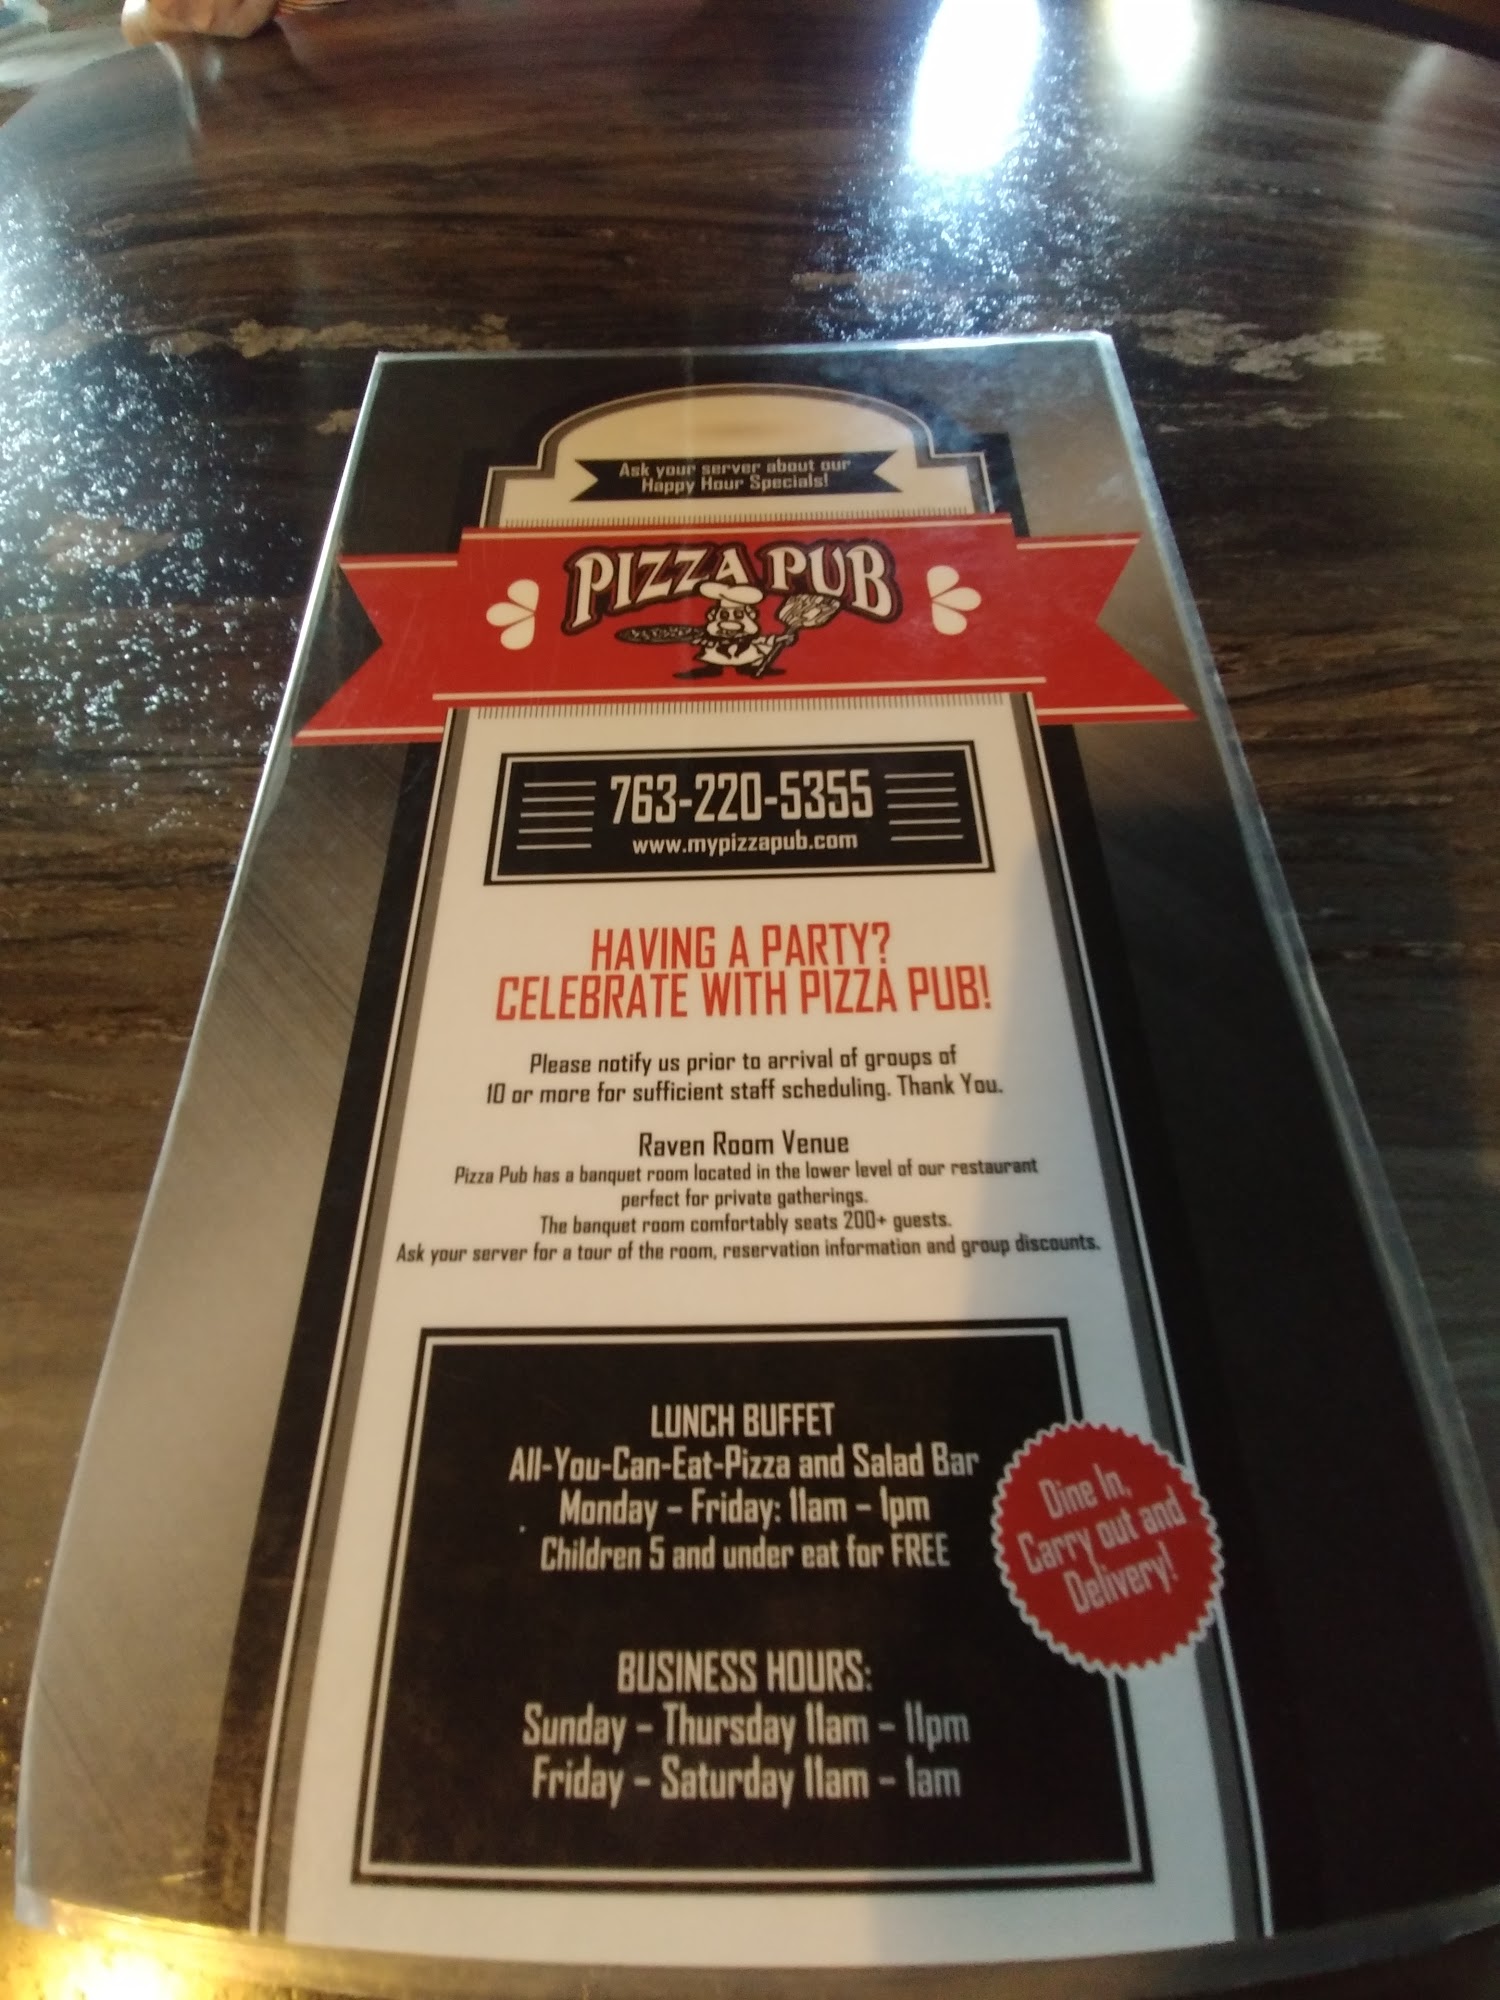 Ask your server about our
Happy Hour Specials!
PIZZA PUB
763-220-5355
www.mypizzapub.com
HAVING A PARTY?
CELEBRATE WITH PIZZA PUB!
Please notify us prior to arrival of groups of
10 or more for sufficient staff scheduling. Thank You.
Raven Room Venue
Pizza Pub has a banquet room located in the lower level of our restaurant
perfect for private gatherings.
The banquet room comfortably seats 200+ guests.
Ask your server for a tour of the room, reservation information and group discounts.
LUNCH BUFFET
All-You-Can-Eat-Pizza and Salad Bar
Monday - Friday: 11am - 1pm
Children 5 and under eat for FREE
Dine In,
Carry out and
Delivery!
BUSINESS HOURS:
Sunday - Thursday 11am - 11pm
Friday - Saturday 11am - 1am